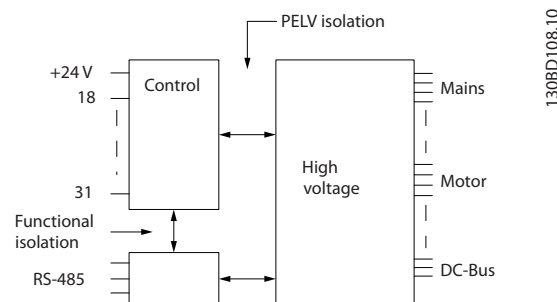 PELV isolation
130BD108.10
+24 V
Control
Mains
18
High
voltage
Motor
31
Functional
isolation
RS-485
DC-Bus